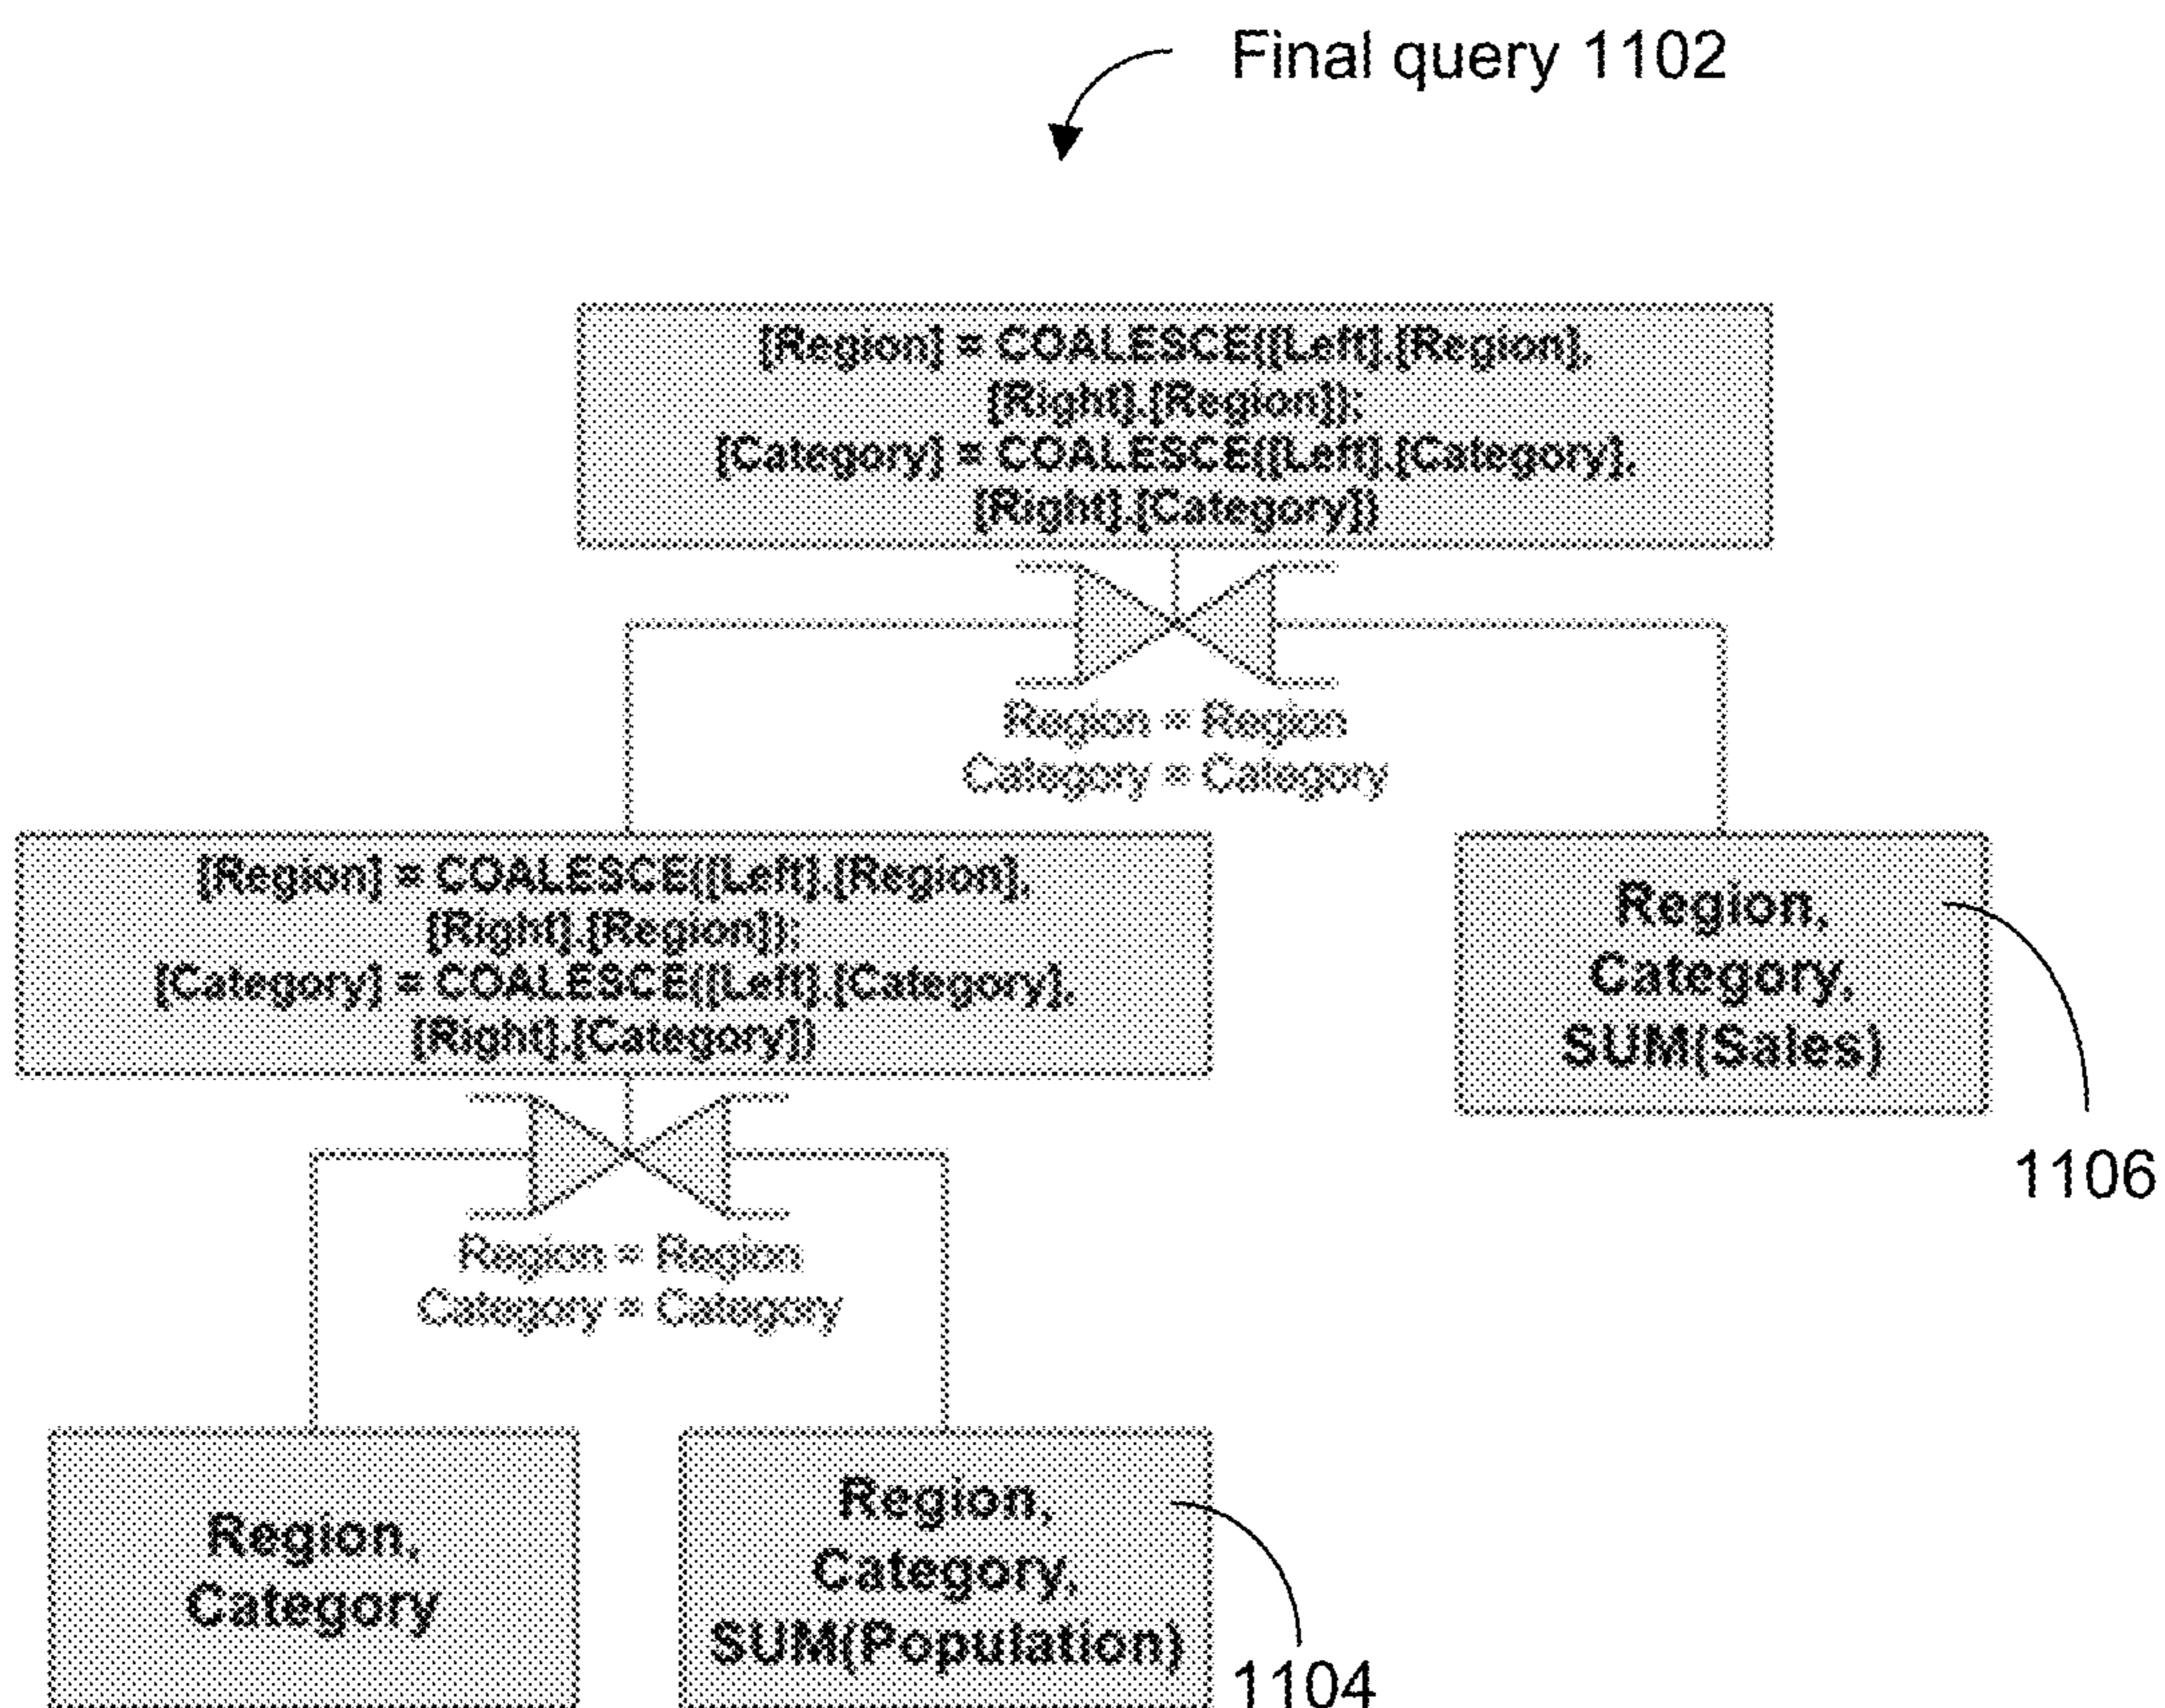 Final query 1102
[Region] = COALESCE([Left].[Region],
[Right].[Region]);
[Category] = COALESCE([Left].[Category],
[Right].[Category])
Region = Region
Category = Category
[Region] = COALESCE([Left].[Region],
[Right].[Region]);
[Category] = COALESCE([Left].[Category],
[Right].[Category])
Region,
Category,
SUM(Sales)
1106
Region = Region
Category = Category
Region,
Category
Region,
Category,
SUM(Population)
1104